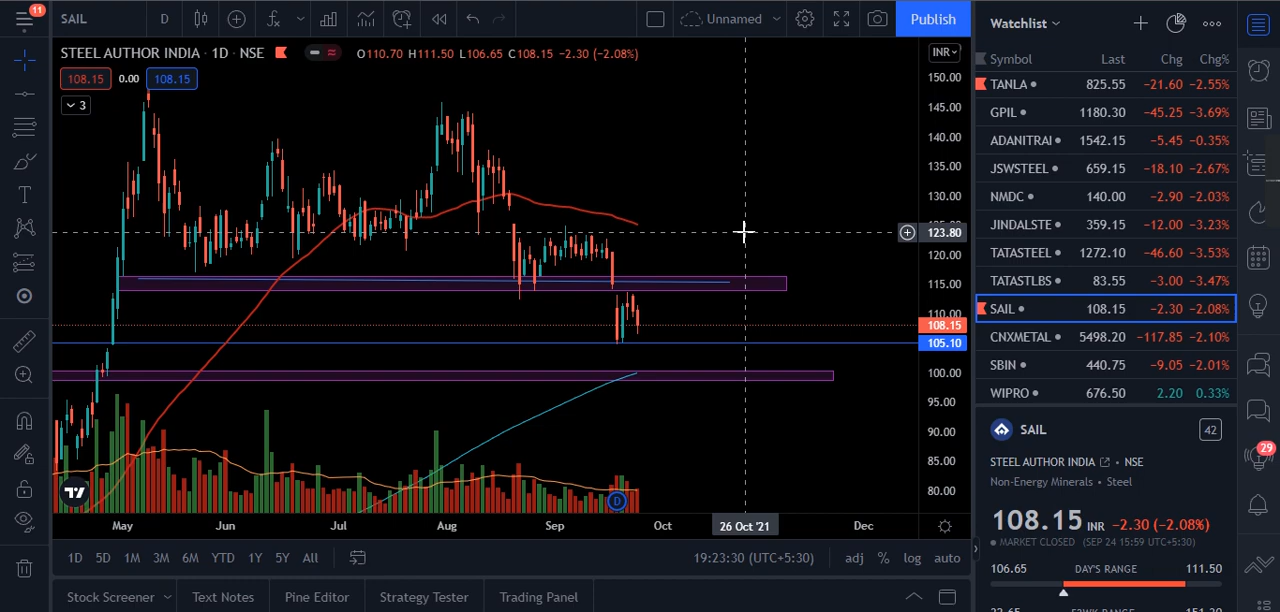 11
SAIL
D
Unnamed
Publish
STEEL AUTHOR INDIA · 1D · NSE
O110.70 H111.50 L106.65 C108.15 −2.30 (−2.08%)
INR
108.15
0.00
108.15
3
150.00
145.00
140.00
135.00
130.00
123.80
120.00
115.00
110.00
108.15
105.10
100.00
95.00
90.00
85.00
80.00
D
May
Jun
Jul
Aug
Sep
Oct
26 Oct '21
Dec
1D
5D
1M
3M
6M
YTD
1Y
5Y
All
19:23:30 (UTC+5:30)
adj
%
log
auto
Stock Screener
Text Notes
Pine Editor
Strategy Tester
Trading Panel
Watchlist
Symbol Last Chg Chg%
TANLA 825.55 −21.60 −2.55%
GPIL 1180.30 −45.25 −3.69%
ADANITRAI 1542.15 −5.45 −0.35%
JSWSTEEL 659.15 −18.10 −2.67%
NMDC 140.00 −2.90 −2.03%
JINDALSTE 359.15 −12.00 −3.23%
TATASTEEL 1272.10 −46.60 −3.53%
TATASTLBS 83.55 −3.00 −3.47%
SAIL 108.15 −2.30 −2.08%
CNXMETAL 5498.20 −117.85 −2.10%
SBIN 440.75 −9.05 −2.01%
WIPRO 676.50 2.20 0.33%
SAIL
42
STEEL AUTHOR INDIA • NSE
Non-Energy Minerals • Steel
108.15 INR −2.30 (−2.08%)
MARKET CLOSED (SEP 24 15:59 UTC+5:30)
106.65 DAY'S RANGE 111.50
29